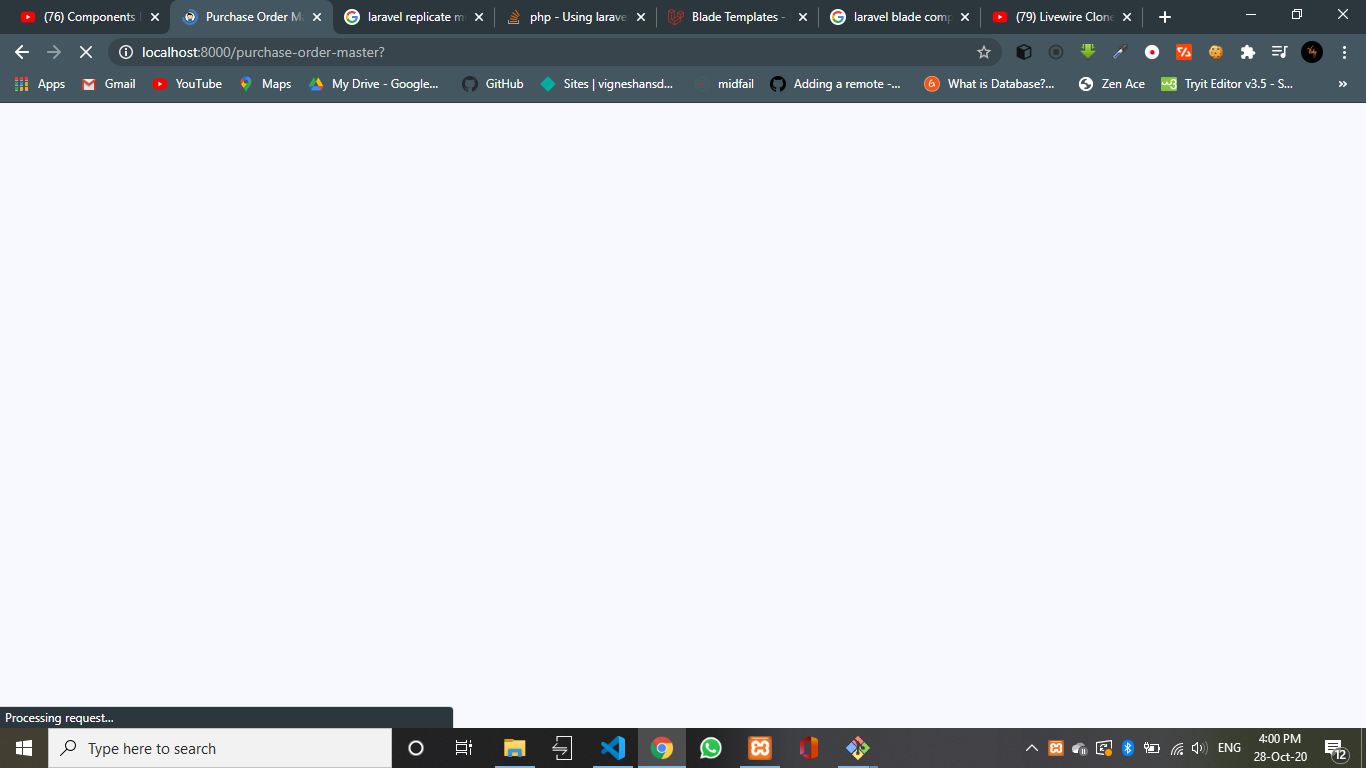 (76) Components
Purchase Order Ma
laravel replicate m
php - Using larave
Blade Templates -
laravel blade comp
(79) Livewire Clone
localhost:8000/purchase-order-master?
Apps
Gmail
YouTube
Maps
My Drive - Google...
GitHub
Sites | vigneshansd...
midfail
Adding a remote -...
What is Database?...
Zen Ace
Tryit Editor v3.5 - S...
»
Processing request...
Type here to search
ENG
4:00 PM
28-Oct-20
12